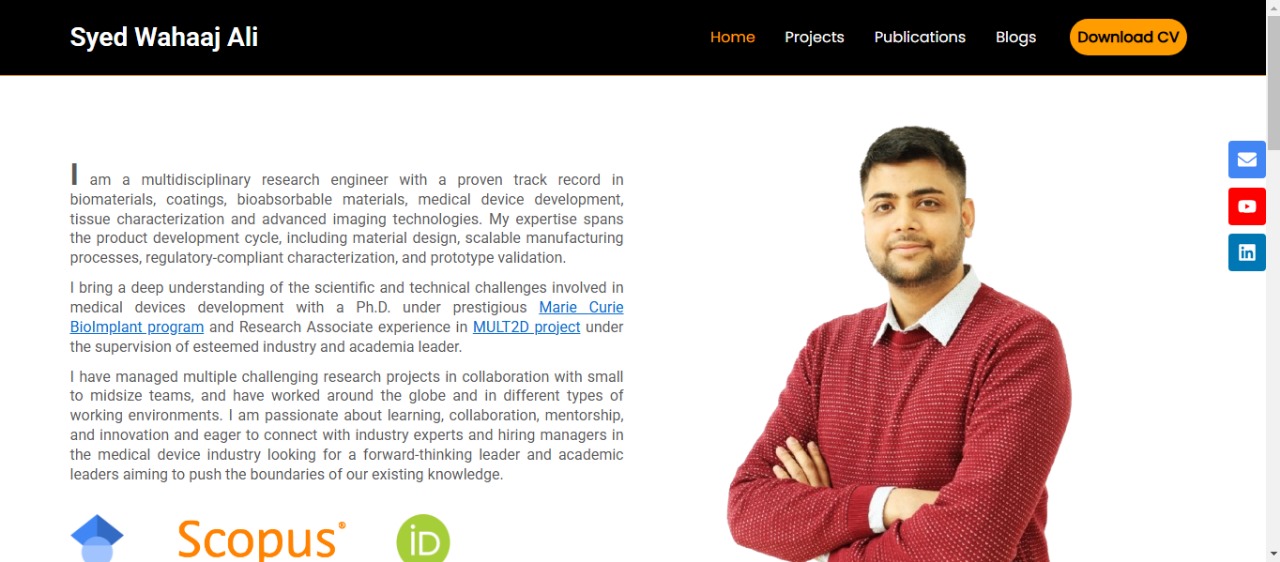 Syed Wahaaj Ali
Home Projects Publications Blogs Download CV
I am a multidisciplinary research engineer with a proven track record in
biomaterials, coatings, bioabsorbable materials, medical device development,
tissue characterization and advanced imaging technologies. My expertise spans
the product development cycle, including material design, scalable manufacturing
processes, regulatory-compliant characterization, and prototype validation.
I bring a deep understanding of the scientific and technical challenges involved in
medical devices development with a Ph.D. under prestigious Marie Curie
BioImplant program and Research Associate experience in MULT2D project under
the supervision of esteemed industry and academia leader.
I have managed multiple challenging research projects in collaboration with small
to midsize teams, and have worked around the globe and in different types of
working environments. I am passionate about learning, collaboration, mentorship,
and innovation and eager to connect with industry experts and hiring managers in
the medical device industry looking for a forward-thinking leader and academic
leaders aiming to push the boundaries of our existing knowledge.
Scopus®
iD
in